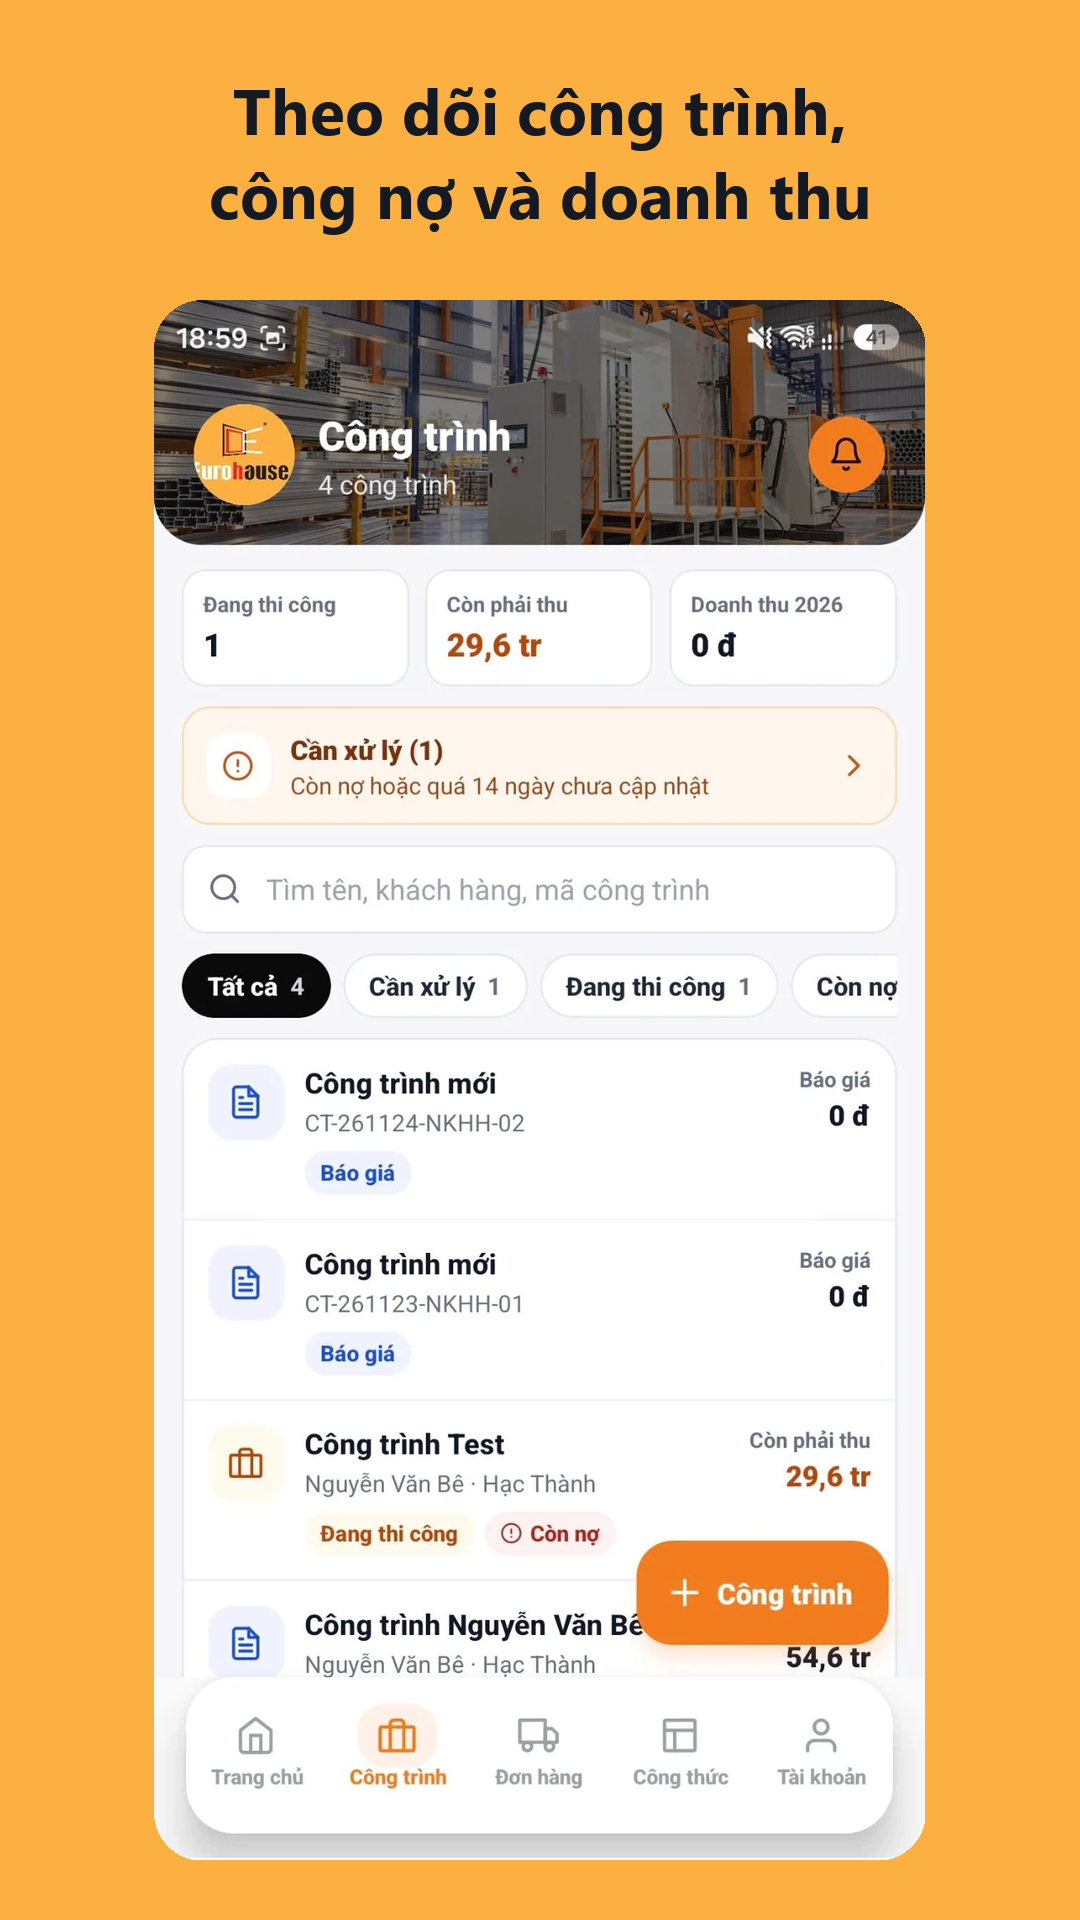 Theo dõi công trình,
công nợ và doanh thu
18:59
6
41
Eurohause
Công trình
4 công trình
Đang thi công
1
Còn phải thu
29,6 tr
Doanh thu 2026
0 đ
Cần xử lý (1)
Còn nợ hoặc quá 14 ngày chưa cập nhật
Tìm tên, khách hàng, mã công trình
Tất cả 4
Cần xử lý 1
Đang thi công 1
Còn nợ
Công trình mới
Báo giá
CT-261124-NKHH-02
0 đ
Báo giá
Công trình mới
Báo giá
CT-261123-NKHH-01
0 đ
Báo giá
Công trình Test
Còn phải thu
Nguyễn Văn Bê · Hạc Thành
29,6 tr
Đang thi công
Còn nợ
+ Công trình
Công trình Nguyễn Văn Bê
Nguyễn Văn Bê · Hạc Thành
54,6 tr
Trang chủ
Công trình
Đơn hàng
Công thức
Tài khoản